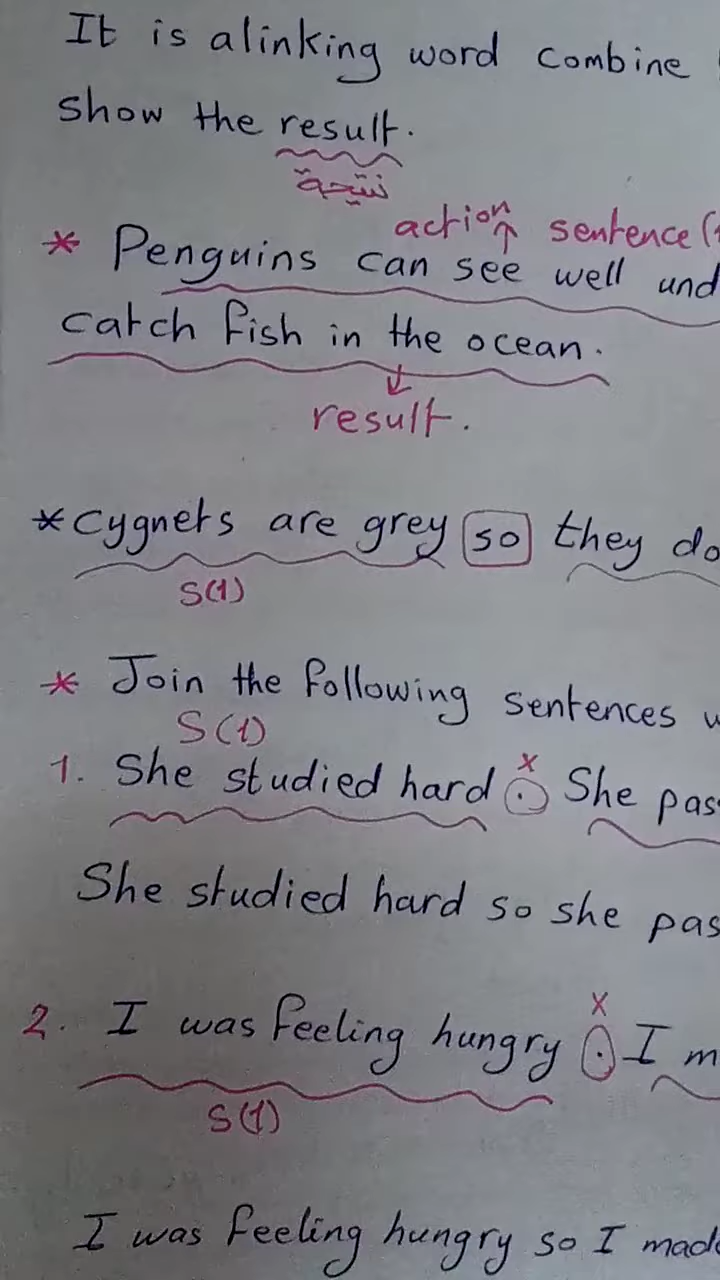 It is alinking word combine
show the result.
نتيجة
action sentence (1
* Penguins can see well und
catch fish in the ocean.
result.
*Cygnets are grey so they do
S(1)
* Join the following sentences w
S(1)
x
1. She studied hard . She pas
She studied hard so she pas
x
2. I was feeling hungry . I m
S(1)
I was feeling hungry so I made